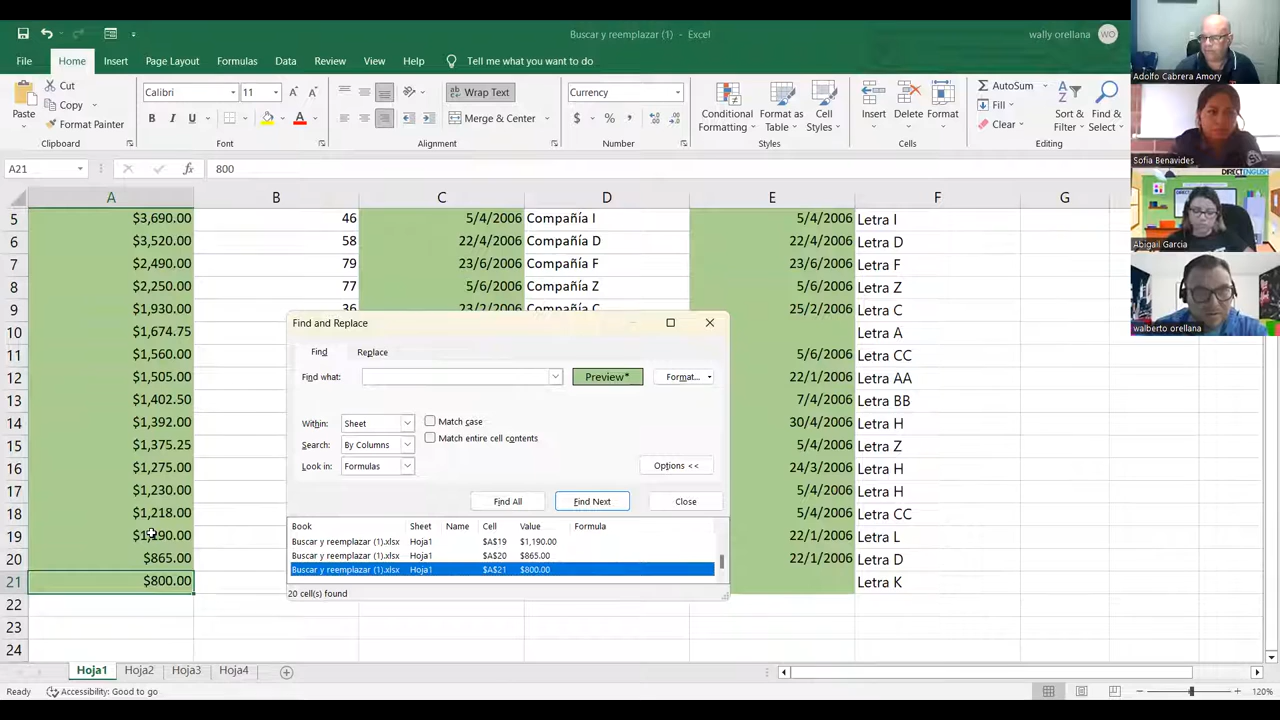 Buscar y reemplazar (1) - Excel
wally orellana WO
File Home Insert Page Layout Formulas Data Review View Help Tell me what you want to do
Paste
Cut
Copy
Format Painter
Clipboard
Calibri 11
B I U
Font
Wrap Text
Merge & Center
Alignment
Currency
$ % ,
Number
Conditional Formatting
Format as Table
Cell Styles
Styles
Insert
Delete
Format
Cells
AutoSum
Fill
Clear
Sort & Filter
Find & Select
Editing
A21 fx 800
A B C D E F G
5 $3,690.00 46 5/4/2006 Compañía I 5/4/2006 Letra I
6 $3,520.00 58 22/4/2006 Compañía D 22/4/2006 Letra D
7 $2,490.00 79 23/6/2006 Compañía F 23/6/2006 Letra F
8 $2,250.00 77 5/6/2006 Compañía Z 5/6/2006 Letra Z
9 $1,930.00 36 23/2/2006 Compañía C 25/2/2006 Letra C
10 $1,674.75 Letra A
11 $1,560.00 5/6/2006 Letra CC
12 $1,505.00 22/1/2006 Letra AA
13 $1,402.50 7/4/2006 Letra BB
14 $1,392.00 30/4/2006 Letra H
15 $1,375.25 5/4/2006 Letra Z
16 $1,275.00 24/3/2006 Letra H
17 $1,230.00 5/4/2006 Letra H
18 $1,218.00 5/4/2006 Letra CC
19 $1,190.00 22/1/2006 Letra L
20 $865.00 22/1/2006 Letra D
21 $800.00 Letra K
22
23
24
Find and Replace
Find Replace
Find what: Preview* Format...
Within: Sheet Match case
Search: By Columns Match entire cell contents
Look in: Formulas
Options <<
Find All Find Next Close
Book Sheet Name Cell Value Formula
Buscar y reemplazar (1).xlsx Hoja1 $A$19 $1,190.00
Buscar y reemplazar (1).xlsx Hoja1 $A$20 $865.00
Buscar y reemplazar (1).xlsx Hoja1 $A$21 $800.00
20 cell(s) found
Hoja1 Hoja2 Hoja3 Hoja4
Ready Accessibility: Good to go 120%
Adolfo Cabrera Amory
Sofia Benavides
DIRECTENGLISH
Abigail Garcia
walberto orellana